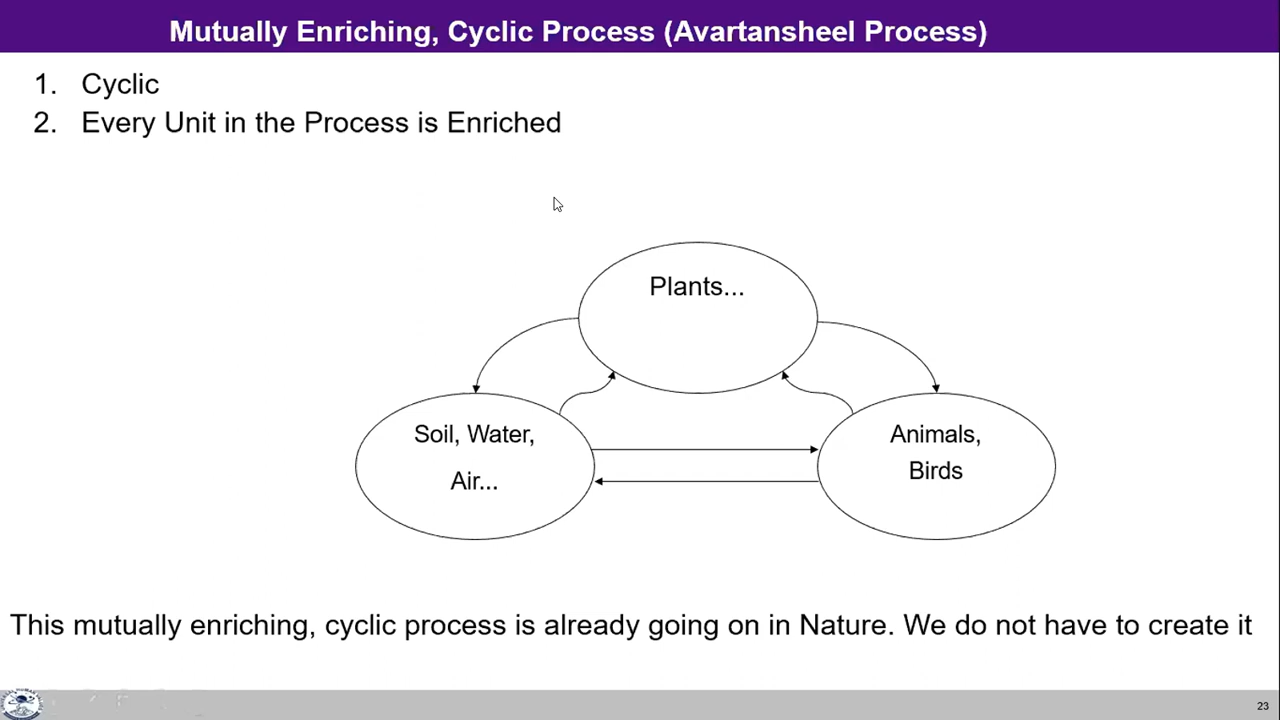 Mutually Enriching, Cyclic Process (Avartansheel Process)
1. Cyclic
2. Every Unit in the Process is Enriched
Plants...
Soil, Water,
Air...
Animals,
Birds
This mutually enriching, cyclic process is already going on in Nature. We do not have to create it
23